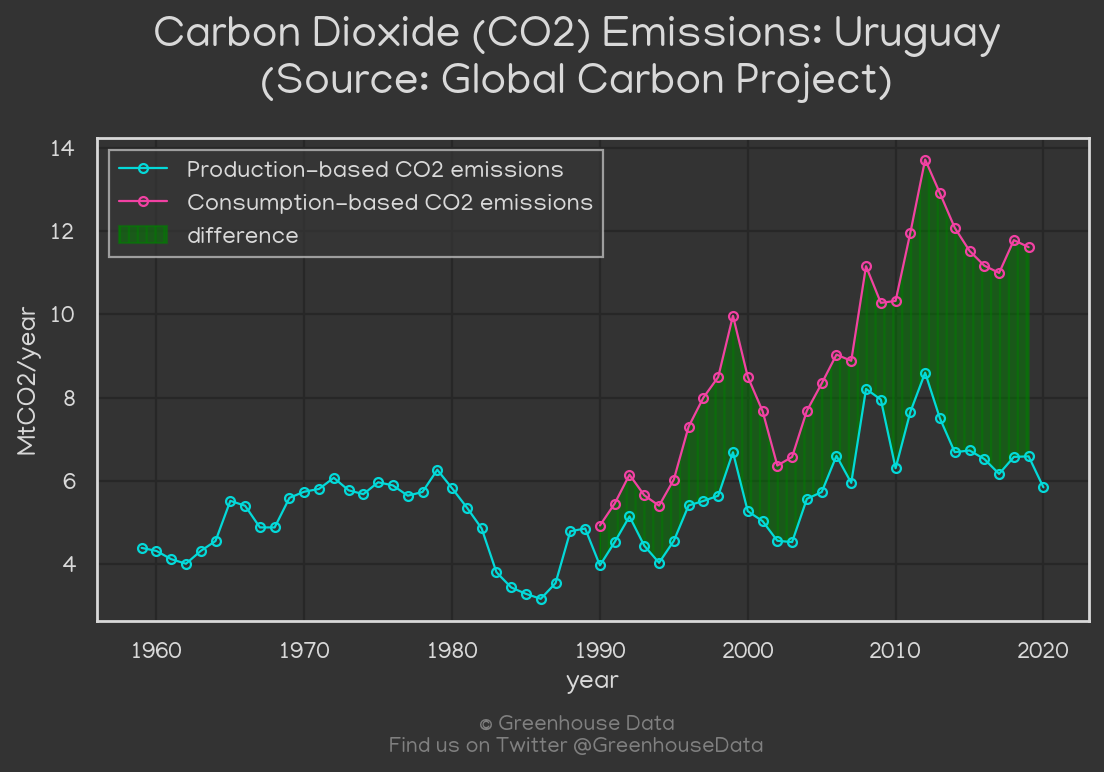 Carbon Dioxide (CO2) Emissions: Uruguay
(Source: Global Carbon Project)
14
12
10
8
6
4
MtCO2/year
Production-based CO2 emissions
Consumption-based CO2 emissions
difference
1960 1970 1980 1990 2000 2010 2020
year
© Greenhouse Data
Find us on Twitter @GreenhouseData